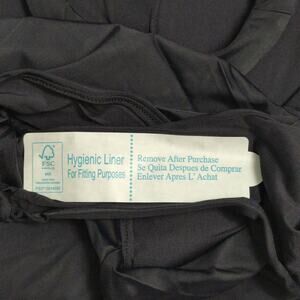 FSC
Hygienic Liner
For Fitting Purposes
Remove After Purchase
Se Quita Despues de Comprar
Enlever Apres L' Achat